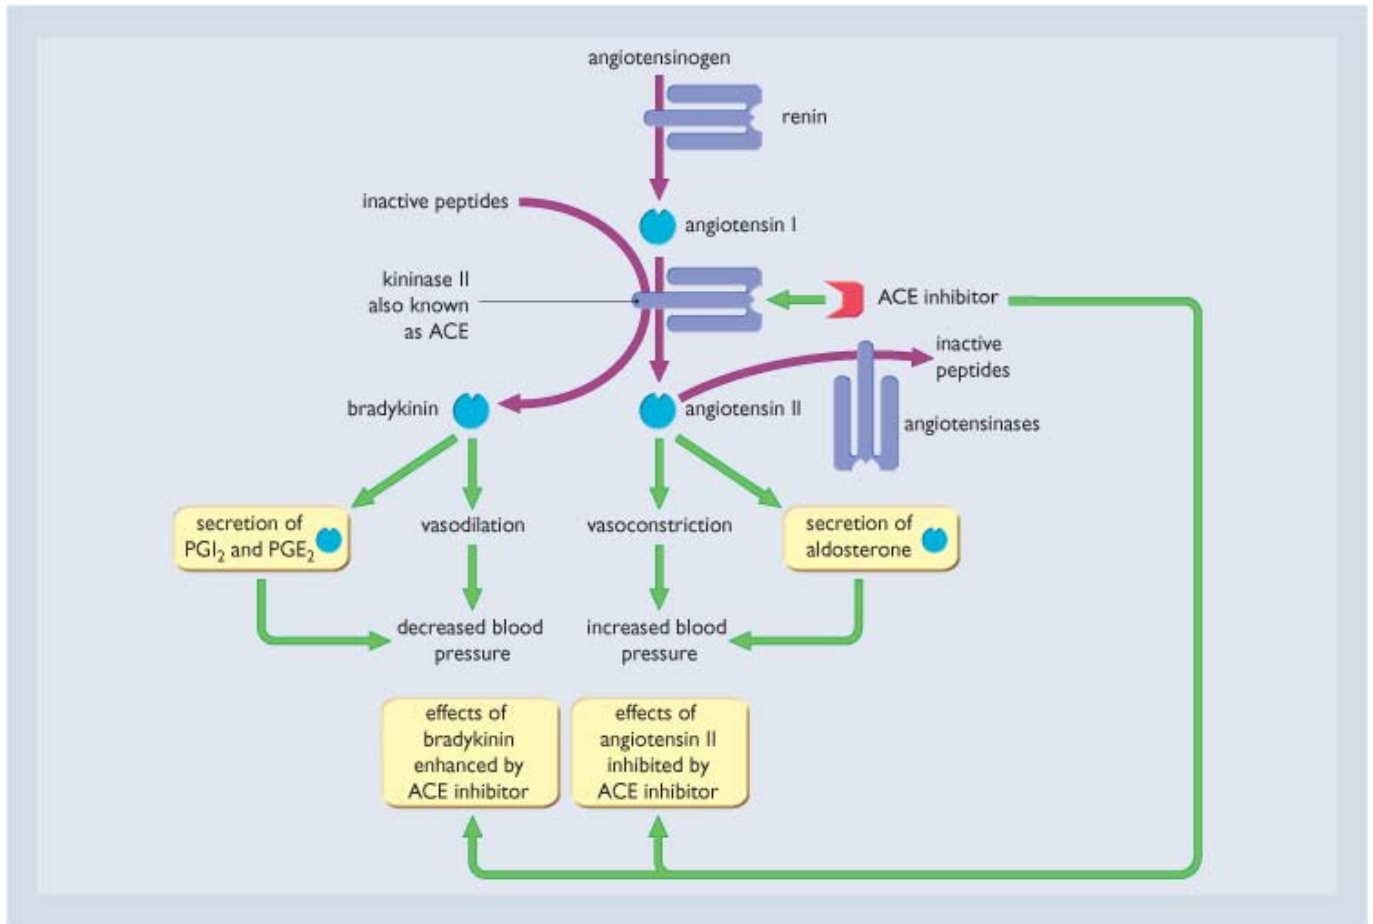 angiotensinogen
renin
inactive peptides
angiotensin I
kininase II
also known
as ACE
ACE inhibitor
inactive
peptides
bradykinin
angiotensin II
angiotensinases
secretion of
PGI₂ and PGE₂
vasodilation
vasoconstriction
secretion of
aldosterone
decreased blood
pressure
increased blood
pressure
effects of
bradykinin
enhanced by
ACE inhibitor
effects of
angiotensin II
inhibited by
ACE inhibitor